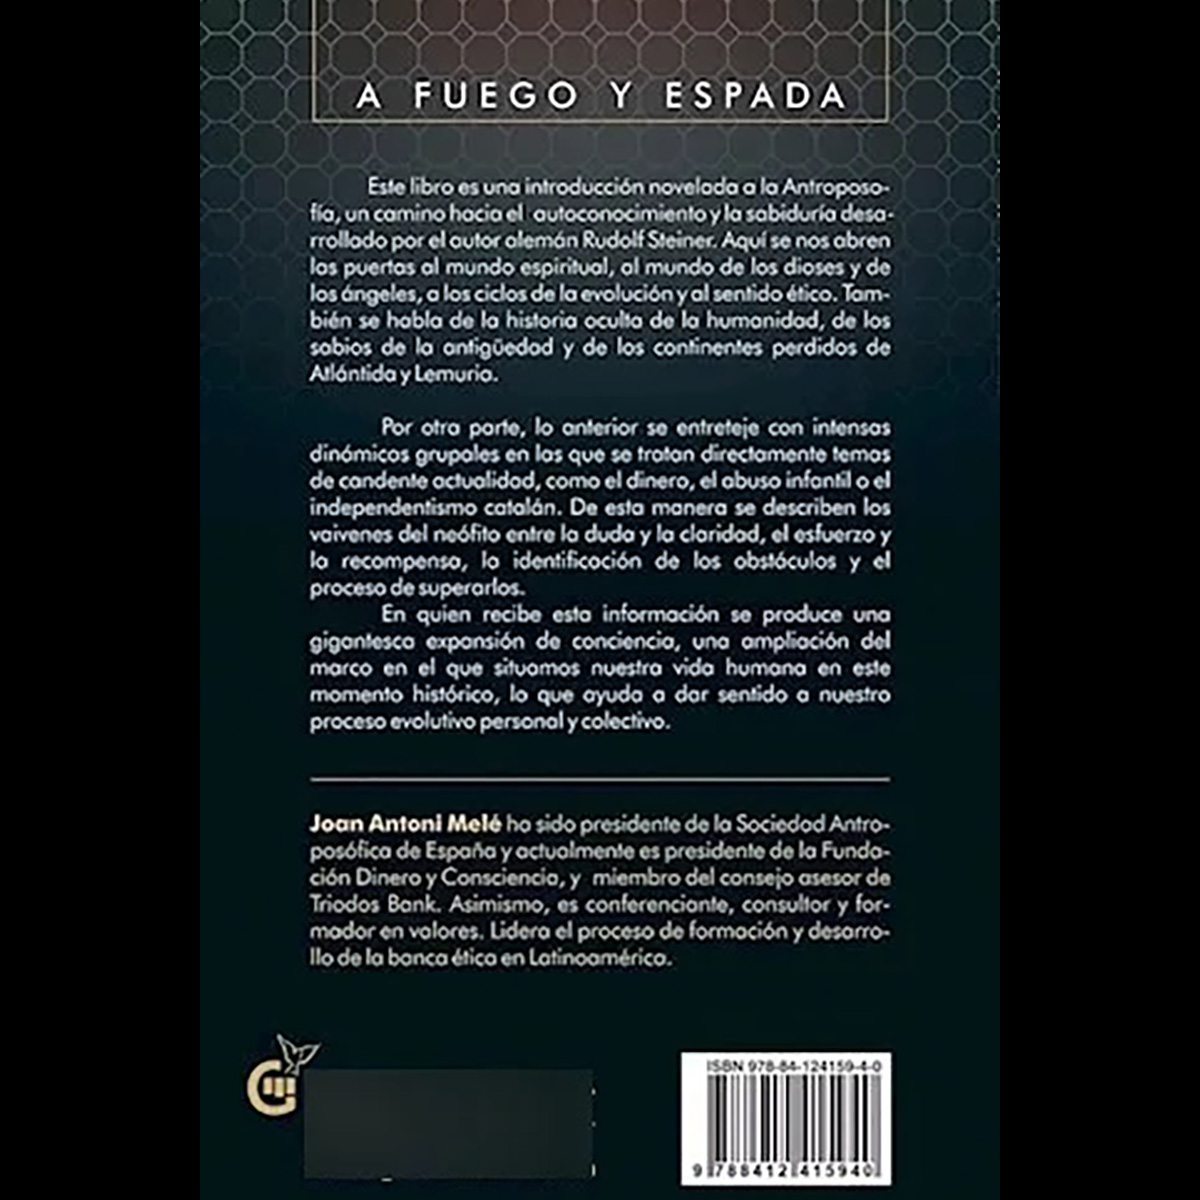 A FUEGO Y ESPADA
Este libro es una introducción novelada a la Antroposo-
fía, un camino hacia el autoconocimiento y la sabiduría desa-
rrollado por el autor alemán Rudolf Steiner. Aquí se nos abren
las puertas al mundo espiritual, al mundo de los dioses y de
los ángeles, a los ciclos de la evolución y al sentido ético. Tam-
bién se habla de la historia oculta de la humanidad, de los
sabios de la antigüedad y de los continentes perdidos de
Atlántida y Lemuria.
Por otra parte, lo anterior se entreteje con intensas
dinámicas grupales en las que se tratan directamente temas
de candente actualidad, como el dinero, el abuso infantil o el
independentismo catalán. De esta manera se describen los
vaivenes del neófito entre la duda y la claridad, el esfuerzo y
la recompensa, la identificación de los obstáculos y el
proceso de superarlos.
En quien recibe esta información se produce una
gigantesca expansión de conciencia, una ampliación del
marco en el que situamos nuestra vida humana en este
momento histórico, lo que ayuda a dar sentido a nuestro
proceso evolutivo personal y colectivo.
Joan Antoni Melé ha sido presidente de la Sociedad Antro-
posófica de España y actualmente es presidente de la Funda-
ción Dinero y Consciencia, y miembro del consejo asesor de
Triodos Bank. Asimismo, es conferenciante, consultor y for-
mador en valores. Lidera el proceso de formación y desarro-
llo de la banca ética en Latinoamérica.
ISBN 978-84-124159-4-0
9 788412 415940